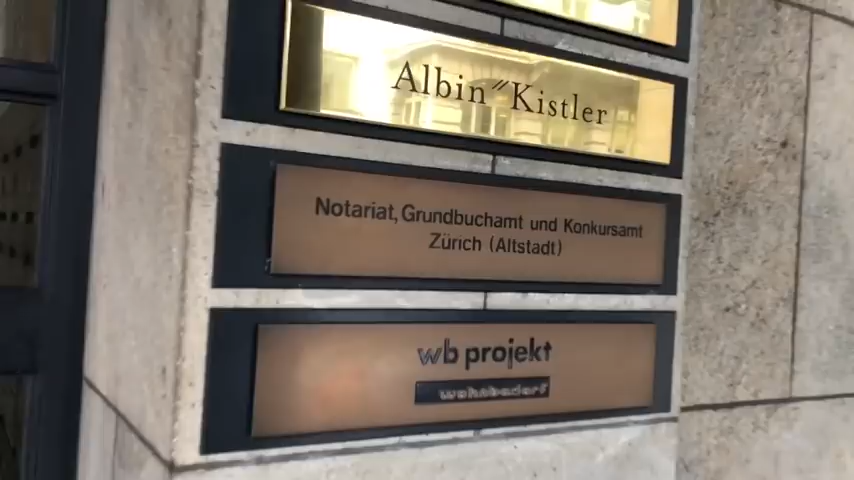 Albin Kistler
Notariat, Grundbuchamt und Konkursamt
Zürich (Altstadt)
wb projekt
wohnbedarf